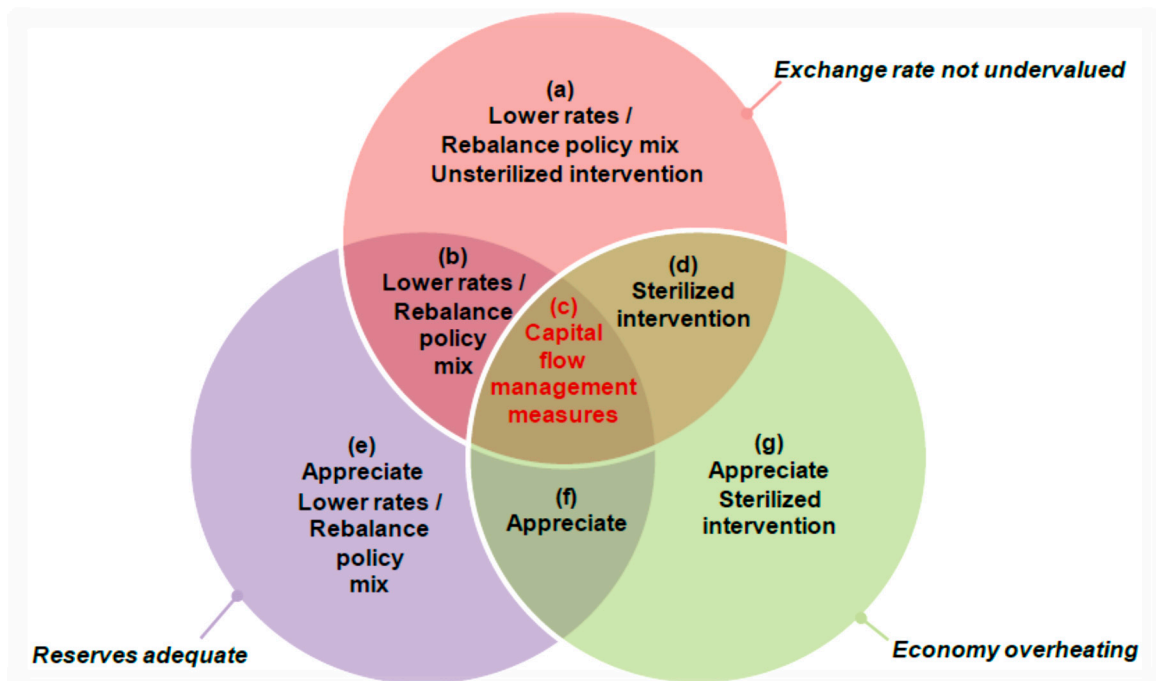 Exchange rate not undervalued
(a)
Lower rates /
Rebalance policy mix
Unsterilized intervention
(b)
Lower rates /
Rebalance
policy
mix
(c)
Capital
flow
management
measures
(d)
Sterilized
intervention
(e)
Appreciate
Lower rates /
Rebalance
policy
mix
(f)
Appreciate
(g)
Appreciate
Sterilized
intervention
Reserves adequate
Economy overheating